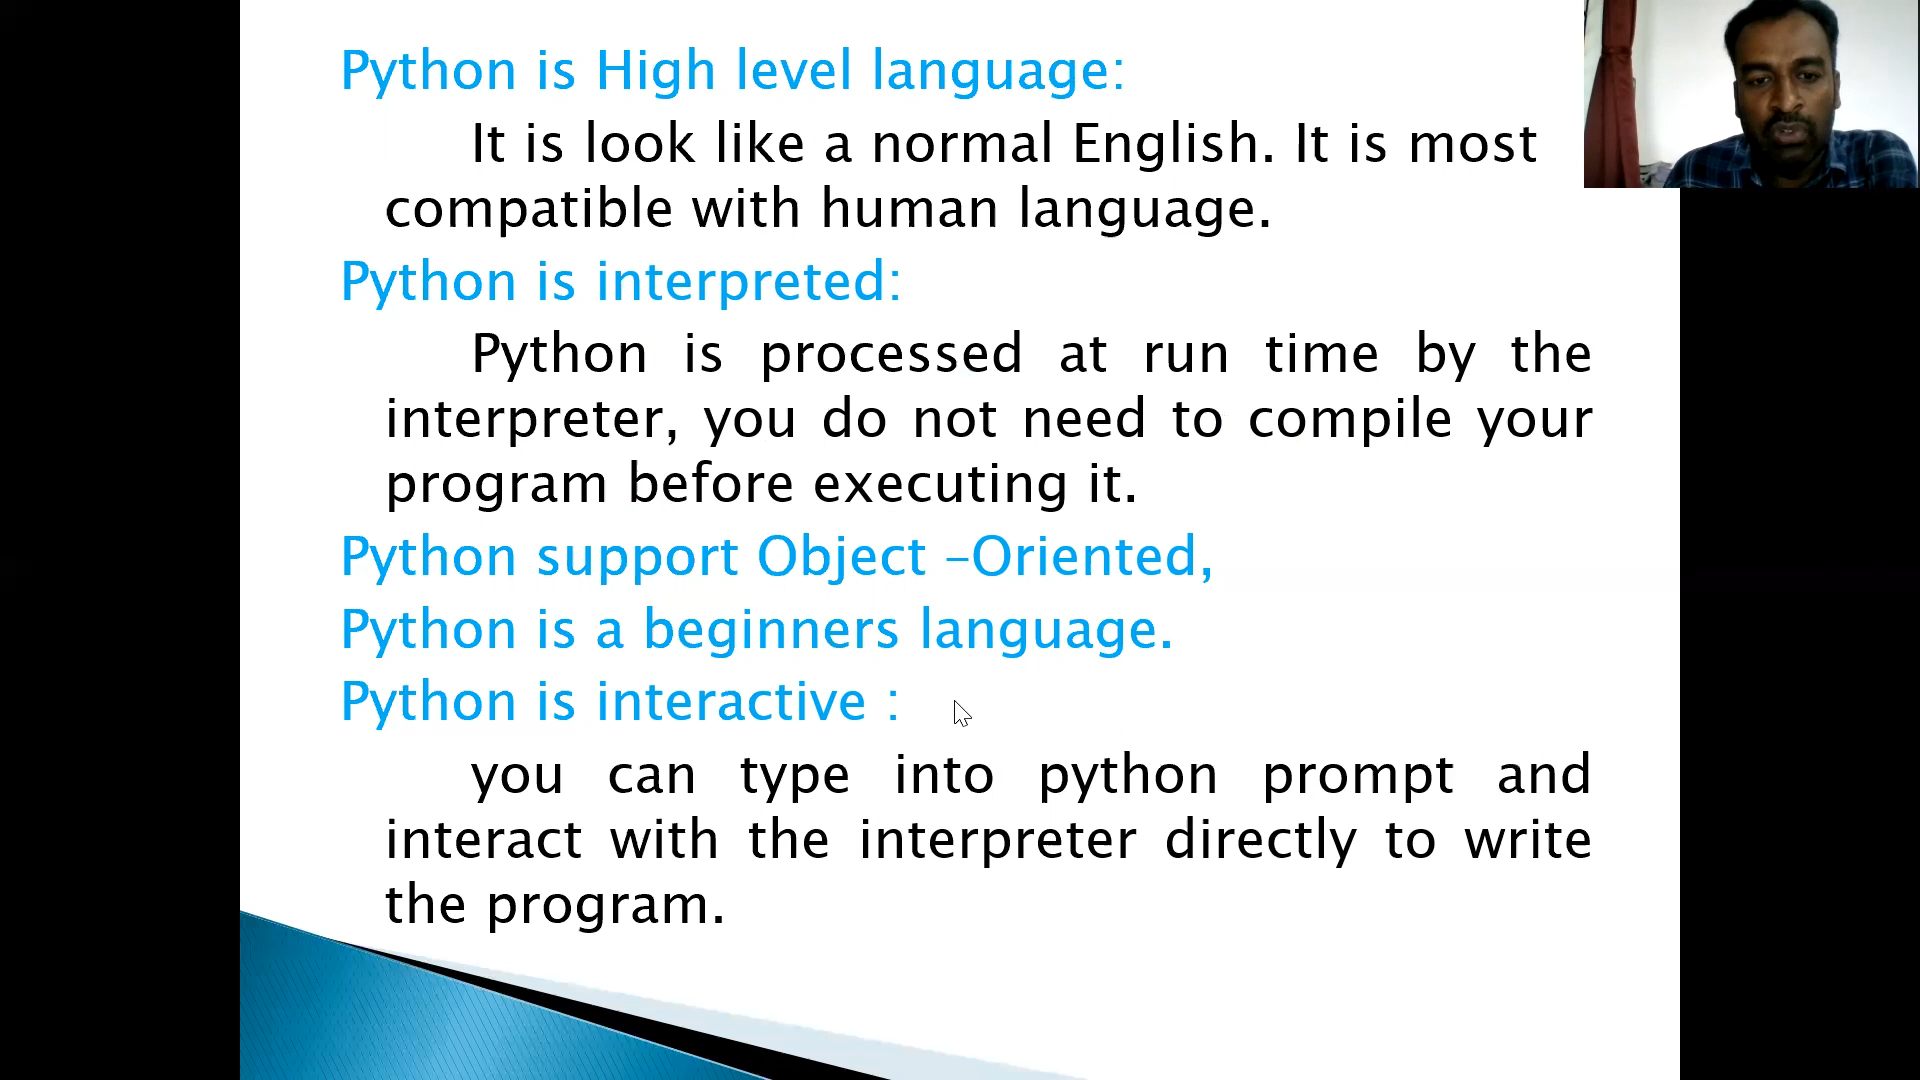 Python is High level language:
It is look like a normal English. It is most
compatible with human language.
Python is interpreted:
Python is processed at run time by the
interpreter, you do not need to compile your
program before executing it.
Python support Object –Oriented,
Python is a beginners language.
Python is interactive :
you can type into python prompt and
interact with the interpreter directly to write
the program.